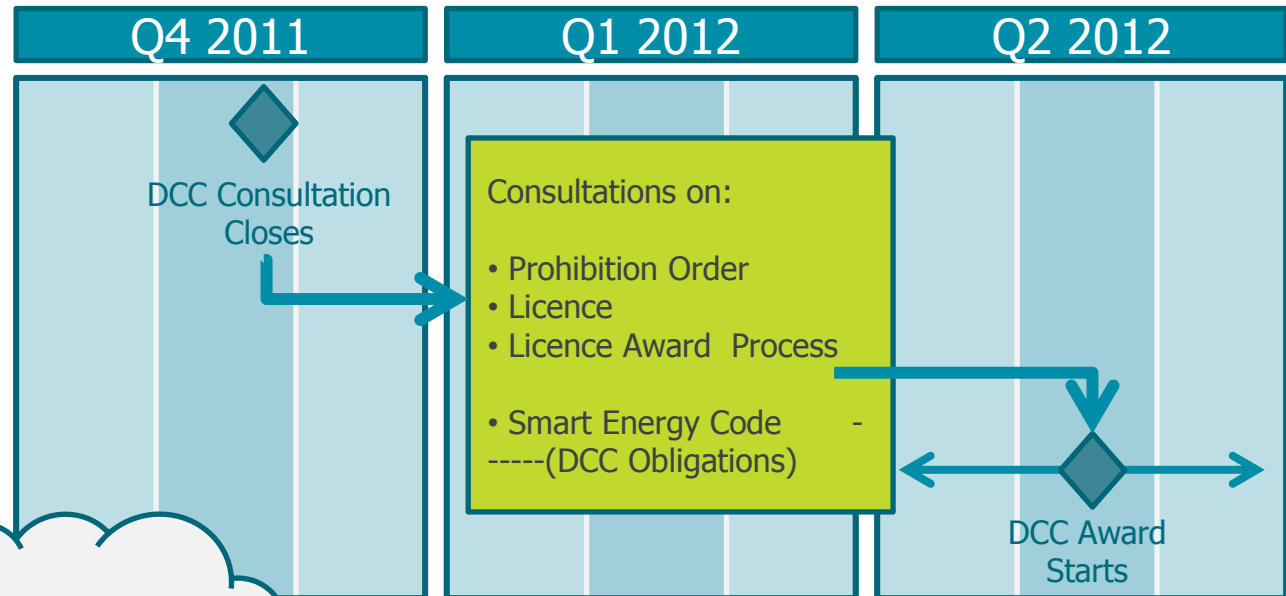 Q4 2011
Q1 2012
Q2 2012
DCC Consultation
Closes
Consultations on:
• Prohibition Order
• Licence
• Licence Award  Process
• Smart Energy Code      -
-----(DCC Obligations)
DCC Award
Starts